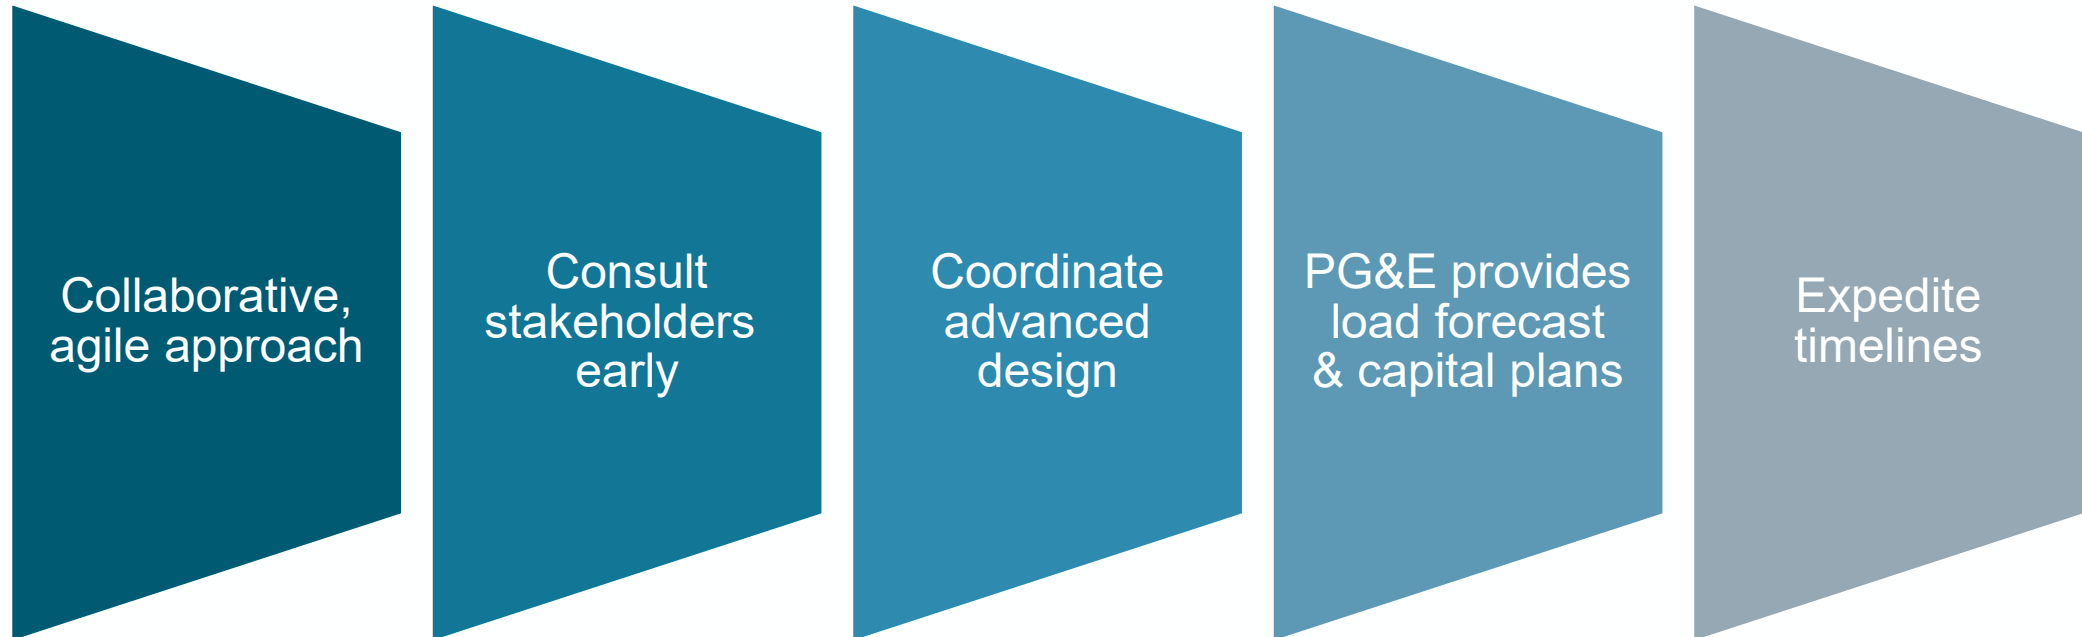 Collaborative,
agile approach
Consult
stakeholders
early
Coordinate
advanced
design
PG&E provides
load forecast
& capital plans
Expedite
timelines